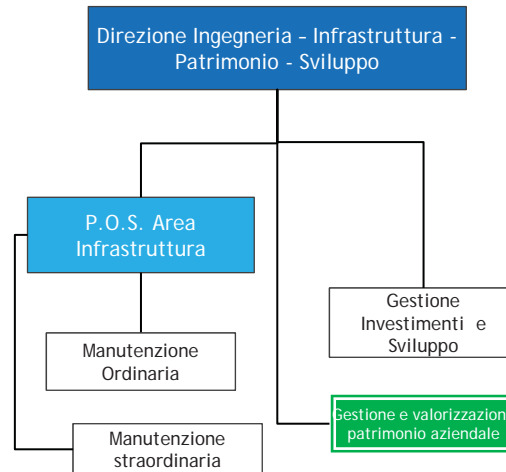 Direzione Ingegneria - Infrastruttura -
Patrimonio - Sviluppo
P.O.S. Area
Infrastruttura
Gestione
Investimenti e
Sviluppo
Manutenzione
Ordinaria
Gestione e valorizzazion
patrimonio aziendale
Manutenzione
straordinaria